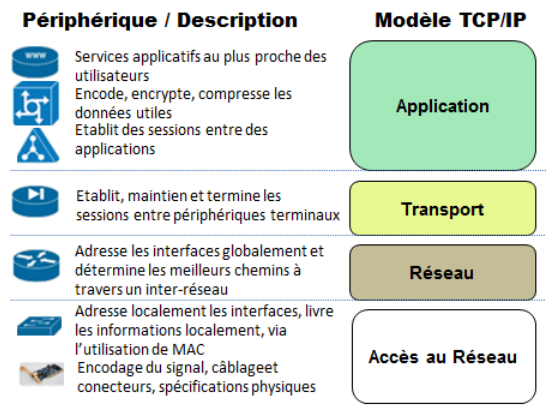 Périphérique / Description
Modèle TCP/IP
www
Services applicatifs au plus proche des
utilisateurs
Encode, encrypte, compresse les
données utiles
Etablit des sessions entre des
applications
Application
Etablit, maintien et termine les
sessions entre périphériques terminaux
Transport
Adresse les interfaces globalement et
détermine les meilleurs chemins à
travers un inter-réseau
Réseau
Adresse localement les interfaces, livre
les informations localement, via
l’utilisation de MAC
Encodage du signal, câblageet
conecteurs, spécifications physiques
Accès au Réseau